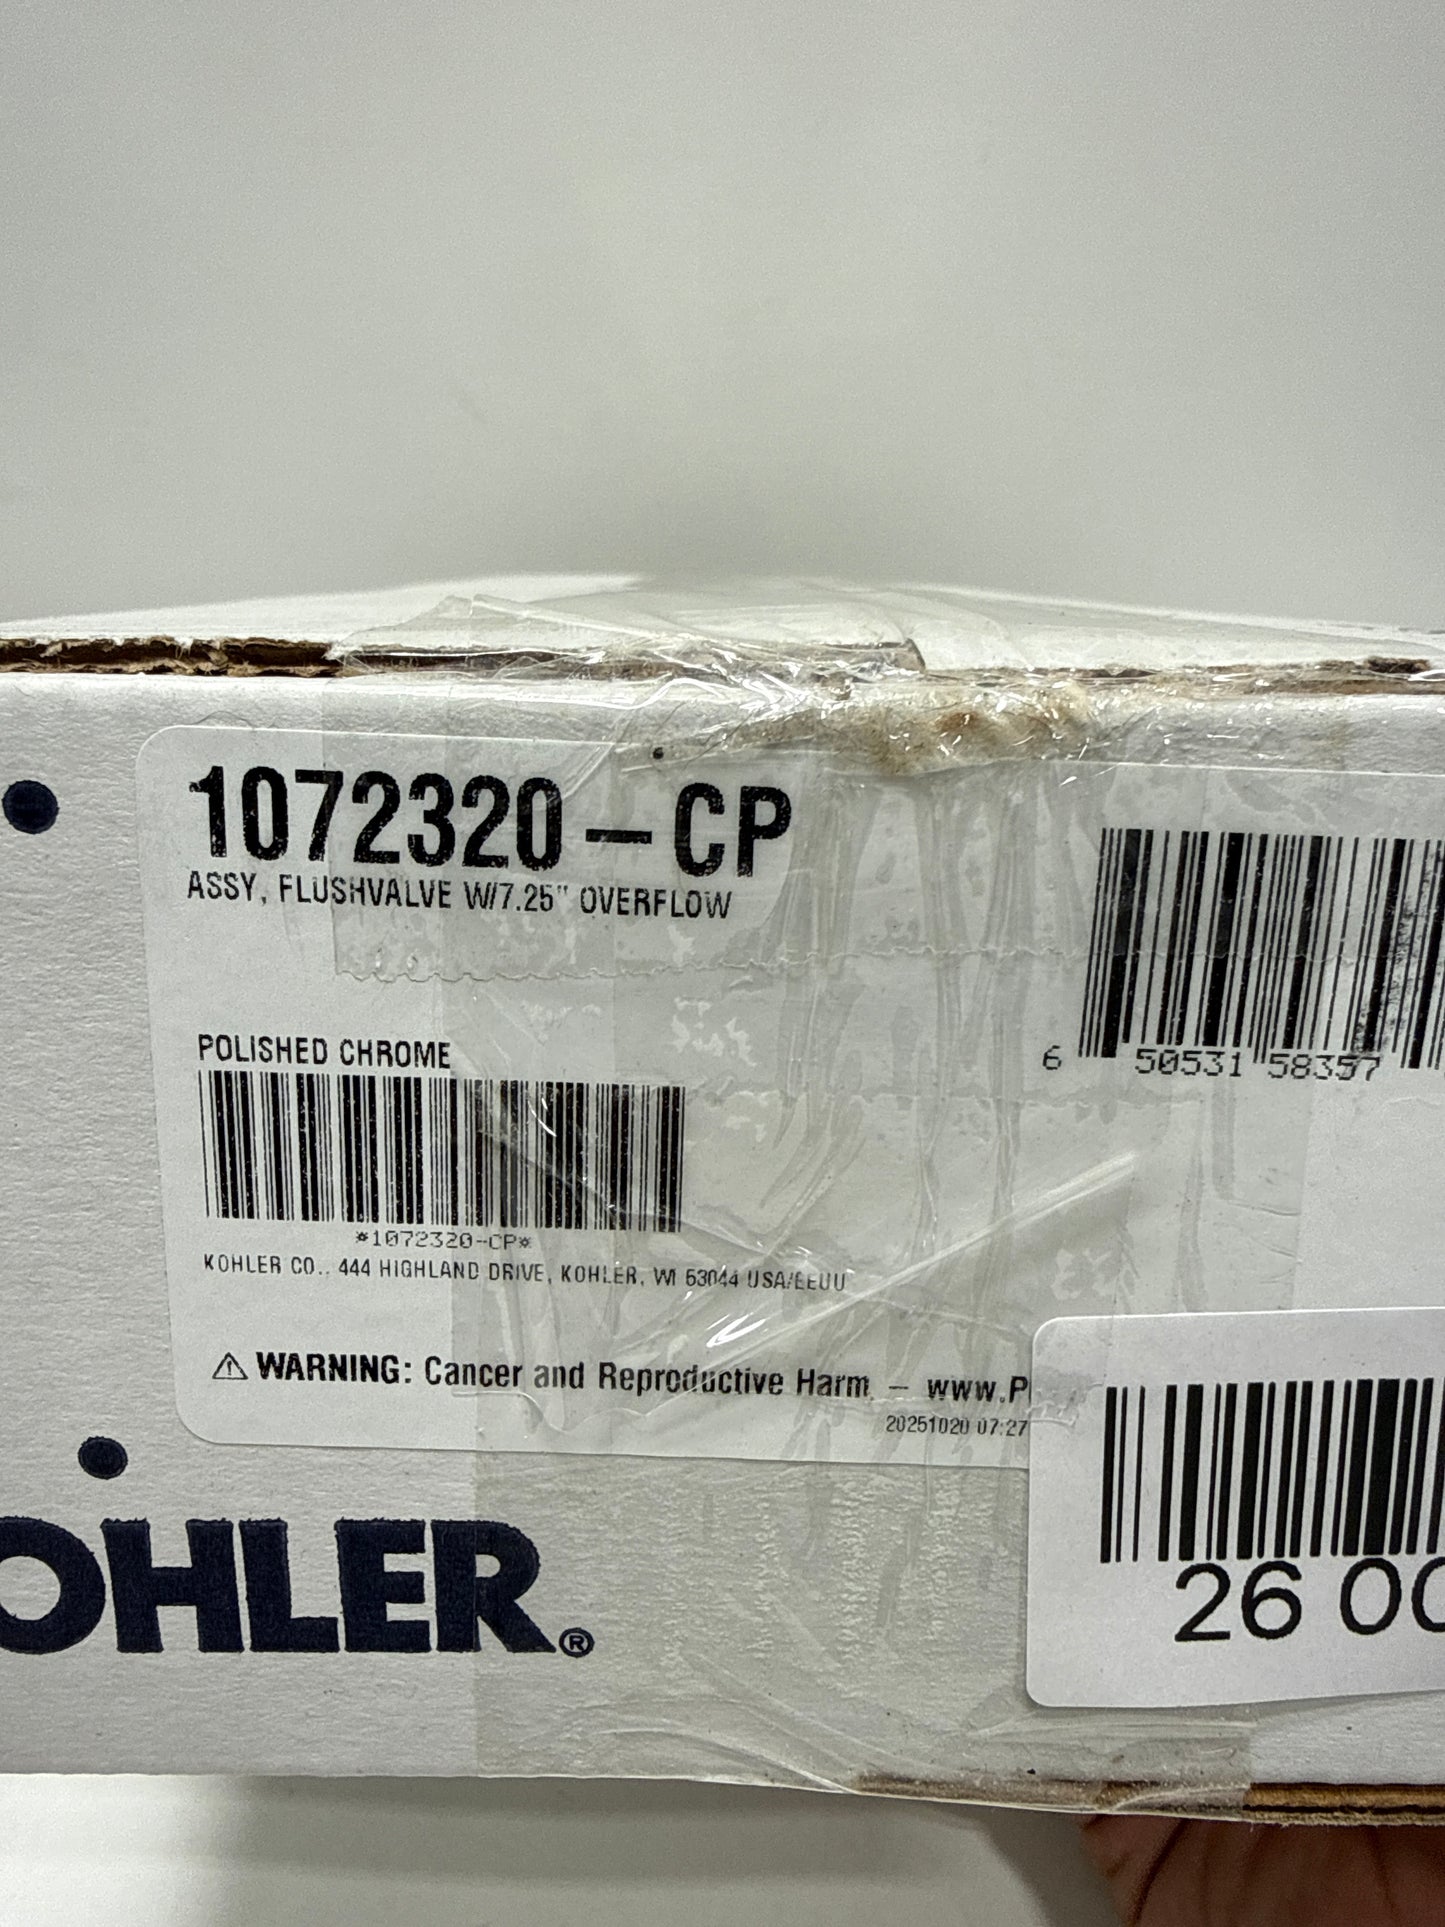 1072320-CP
ASSY, FLUSHVALVE W/7.25" OVERFLOW
6 50531 58357
POLISHED CHROME
*1072320-CP*
KOHLER CO., 444 HIGHLAND DRIVE, KOHLER, WI 53044 USA/EEUU
⚠ WARNING: Cancer and Reproductive Harm - www.P
20251020 07:27
OHLER®
26 00